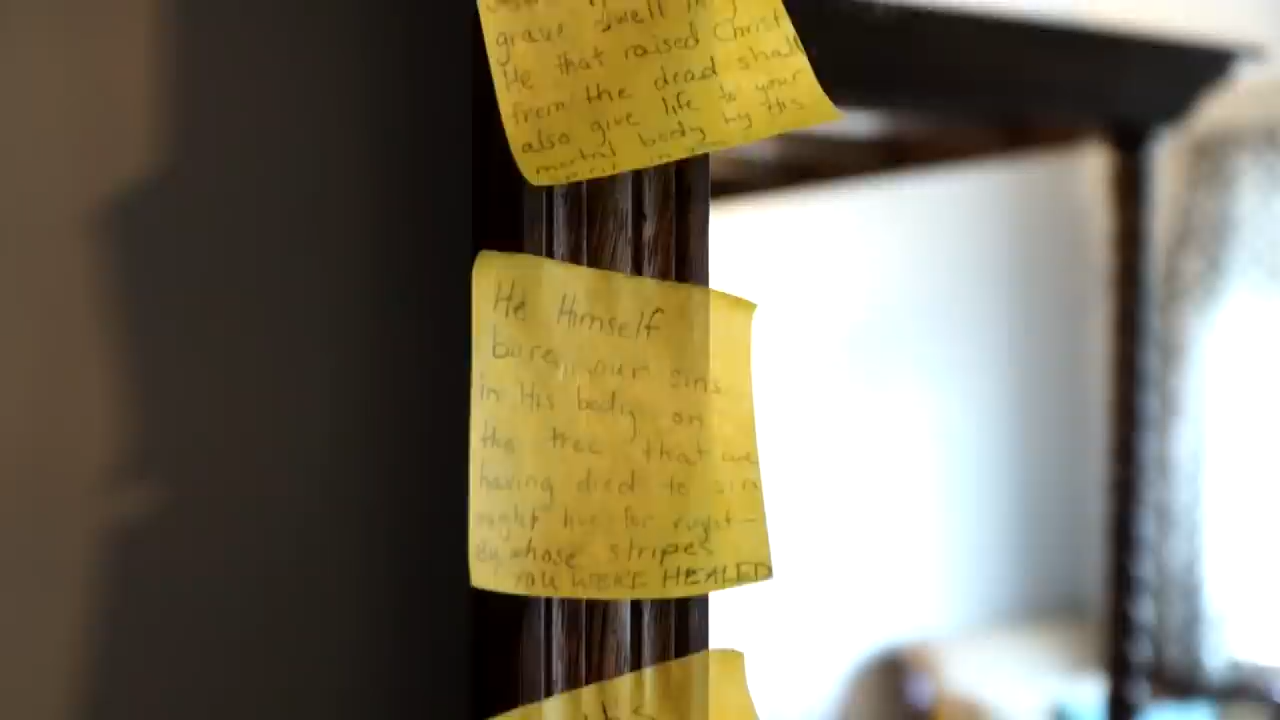 grave dwell in
He that raised Christ
from the dead shall
also give life to your
mortal body by His
Spirit in
He Himself
bore our sins
in His body on
the tree that we
having died to sin
might live for right-
By whose stripes
YOU WERE HEALED